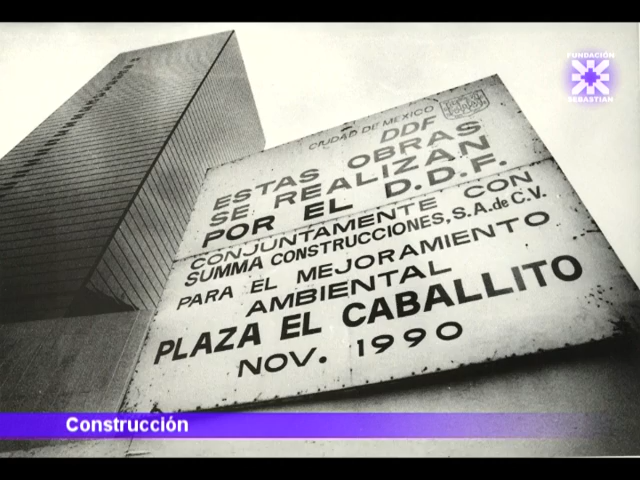 FUNDACIÓN
SEBASTIAN
CIUDAD DE MEXICO
DDF
ESTAS OBRAS
SE REALIZAN
POR EL D.D.F.
CONJUNTAMENTE CON
SUMMA CONSTRUCCIONES, S.A. de C.V.
PARA EL MEJORAMIENTO
AMBIENTAL
PLAZA EL CABALLITO
NOV. 1990
Construcción